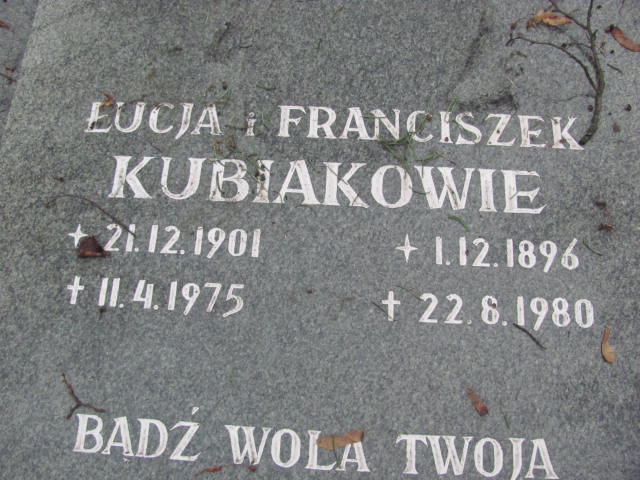 ŁUCJA i FRANCISZEK
KUBIAKOWIE
✢ 21.12.1901 ✢ 1.12.1896
† 11.4.1975 † 22.8.1980
BĄDŹ WOLA TWOJA